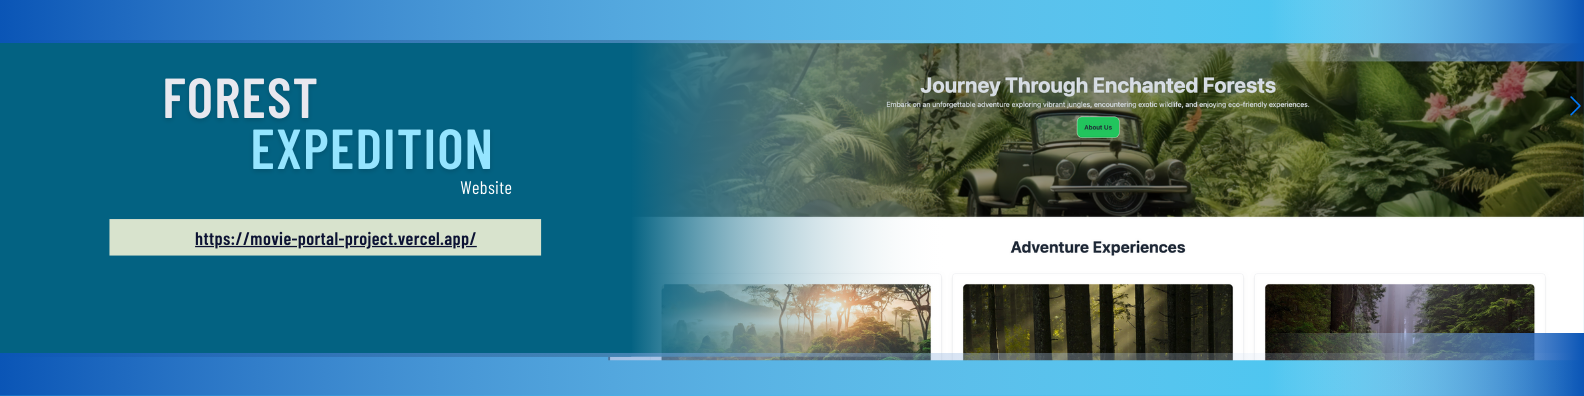 FOREST
EXPEDITION
Website
https://movie-portal-project.vercel.app/
Journey Through Enchanted Forests
Embark on an unforgettable adventure exploring vibrant jungles, encountering exotic wildlife, and enjoying eco-friendly experiences.
About Us
Adventure Experiences